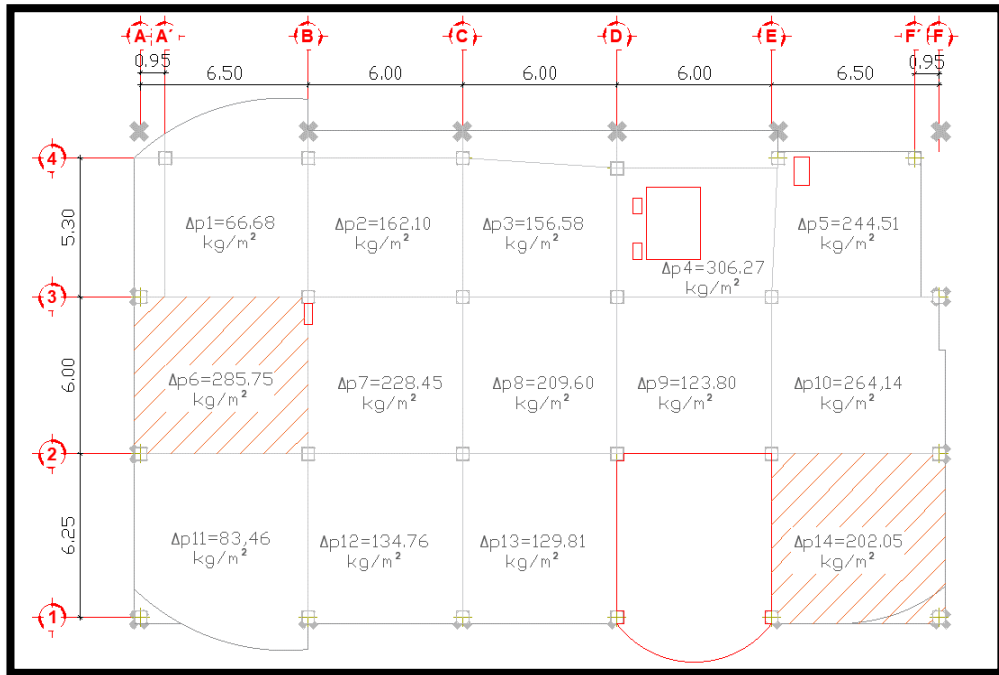 A A' B C D E F' F
0.95 6.50 6.00 6.00 6.00 6.50 0.95
4
Δp1=66.68
kg/m²
Δp2=162.10
kg/m²
Δp3=156.58
kg/m²
Δp4=306.27
kg/m²
Δp5=244.51
kg/m²
5.30
3
Δp6=285.75
kg/m²
Δp7=228.45
kg/m²
Δp8=209.60
kg/m²
Δp9=123.80
kg/m²
Δp10=264,14
kg/m²
6.00
2
Δp11=83,46
kg/m²
Δp12=134.76
kg/m²
Δp13=129.81
kg/m²
Δp14=202.05
kg/m²
6.25
1